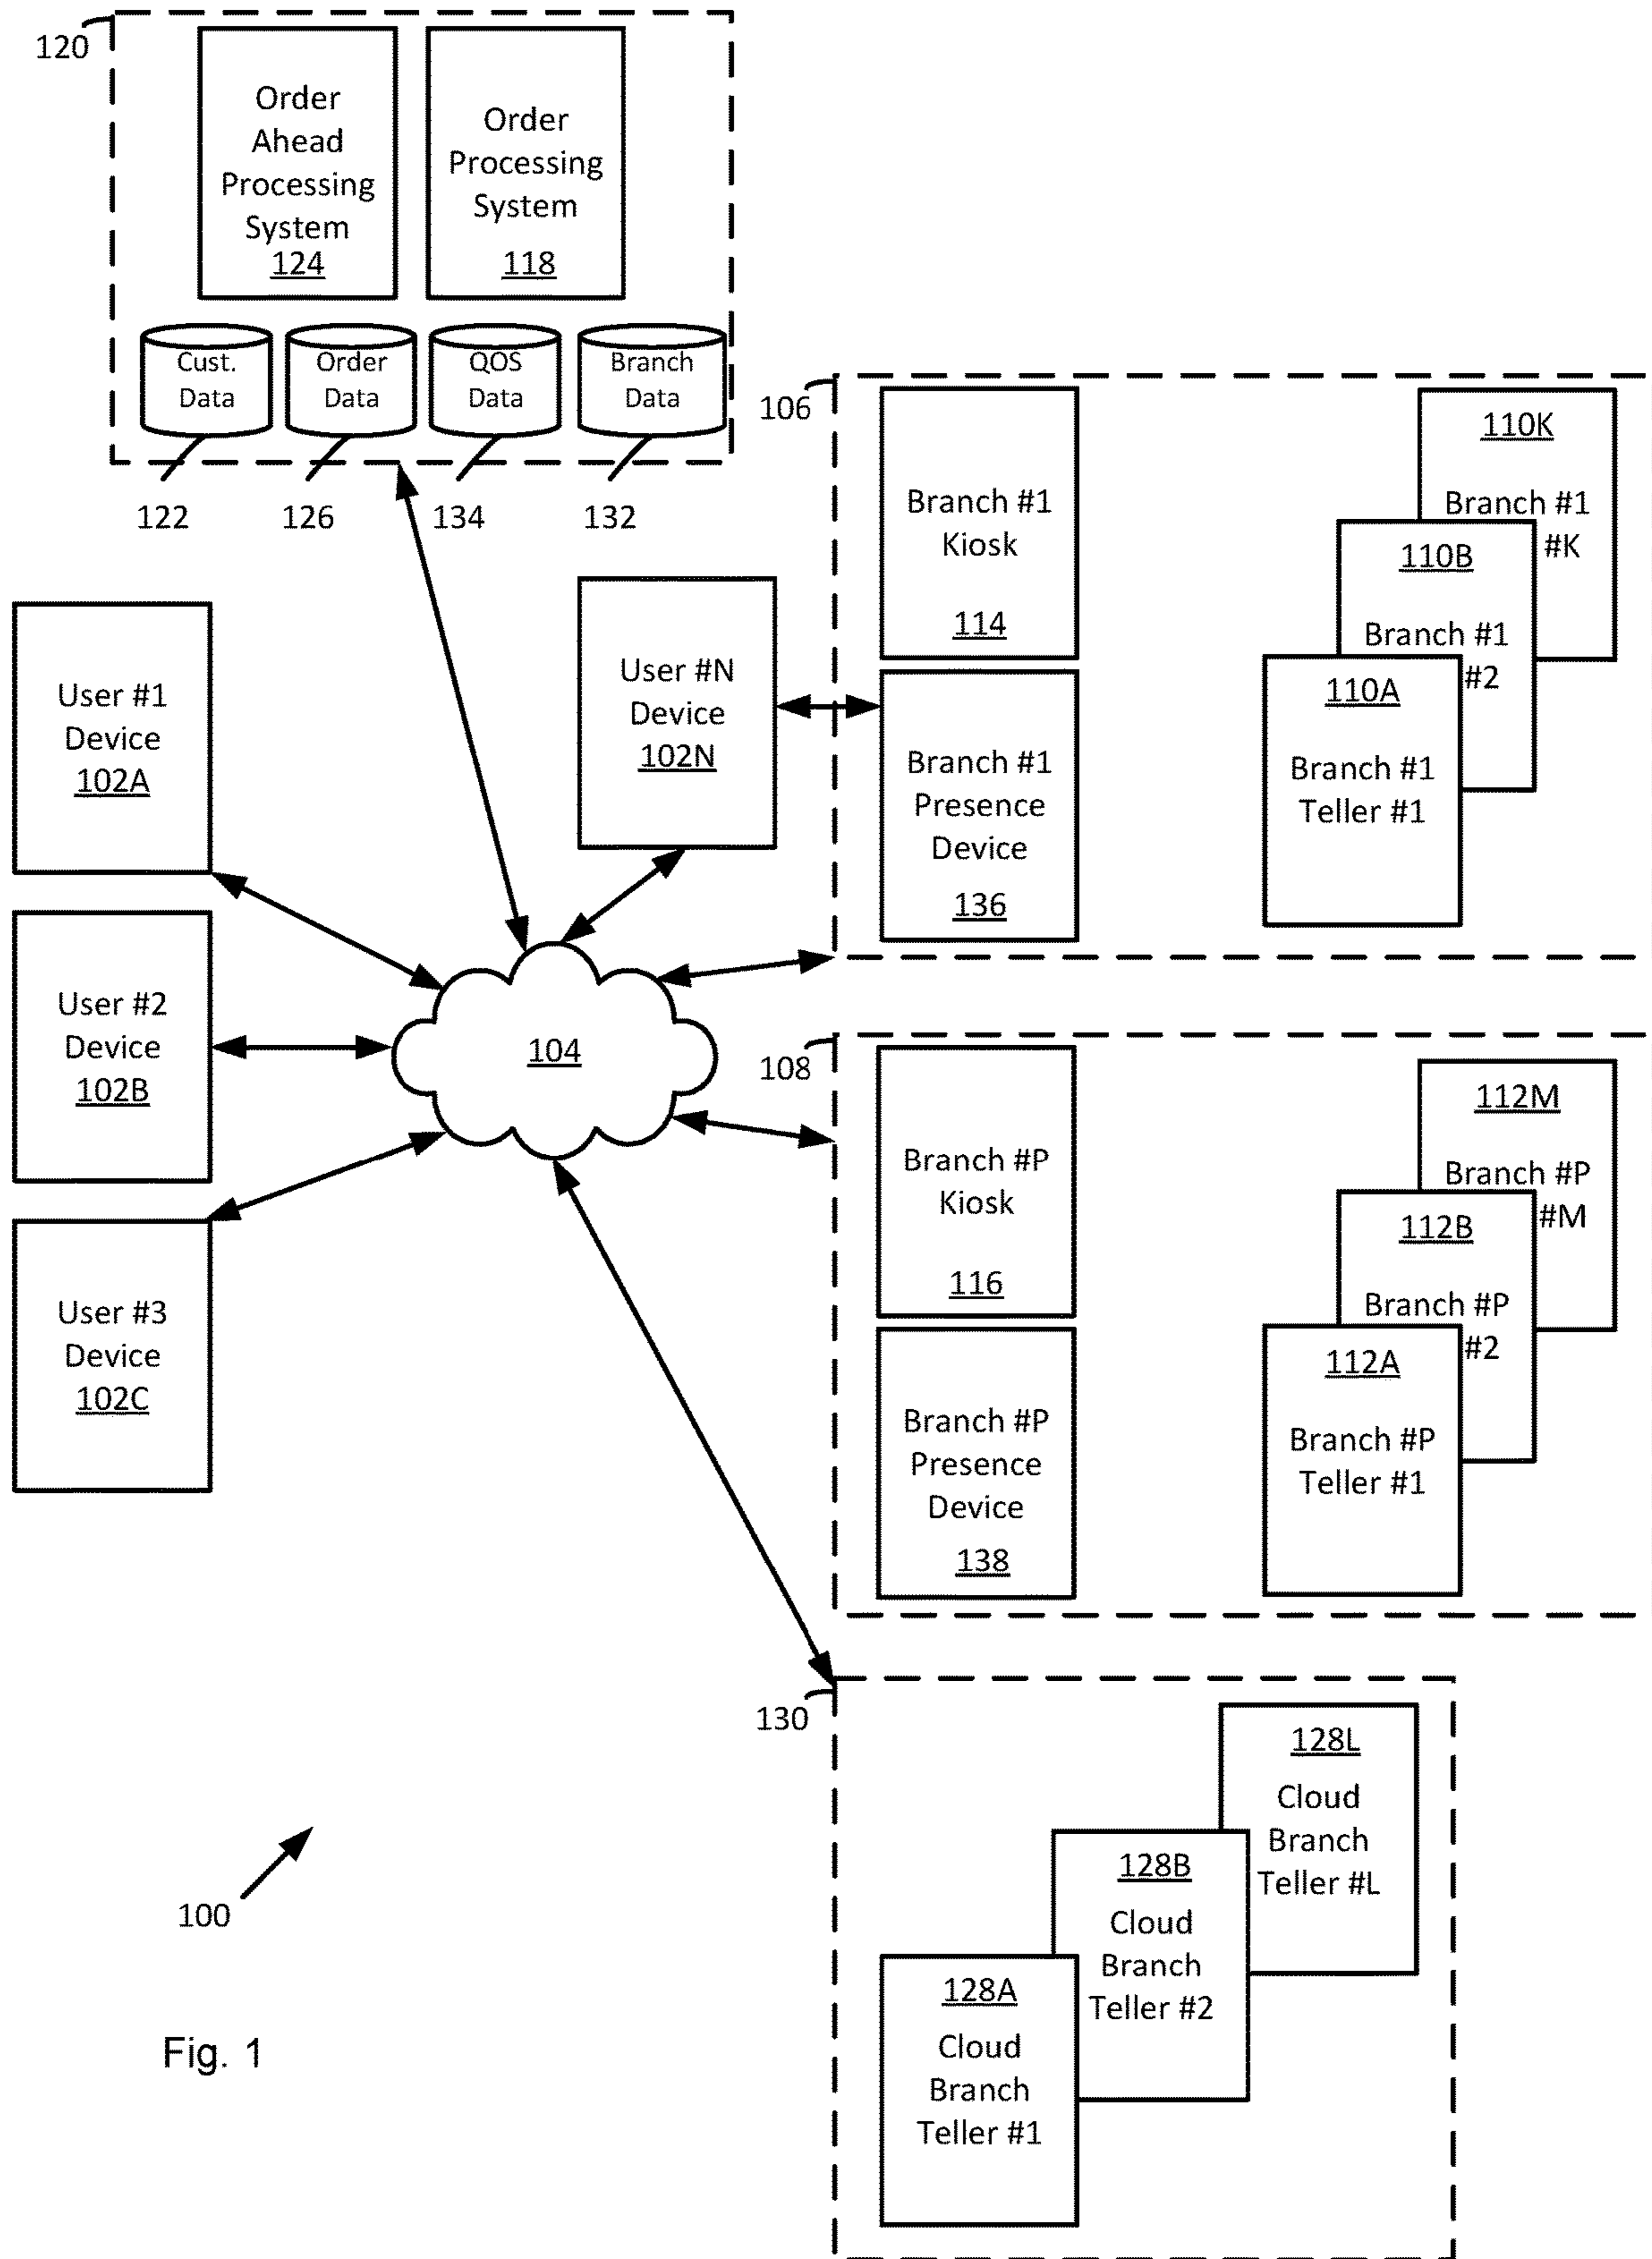 120
Order
Ahead
Processing
System
124
Order
Processing
System
118
Cust.
Data
Order
Data
QOS
Data
Branch
Data
122
126
134
132
106
Branch #1
Kiosk
114
110K
Branch #1
#K
110B
Branch #1
#2
110A
Branch #1
Teller #1
User #1
Device
102A
User #N
Device
102N
Branch #1
Presence
Device
136
User #2
Device
102B
104
108
Branch #P
Kiosk
116
112M
Branch #P
#M
112B
Branch #P
#2
112A
Branch #P
Teller #1
User #3
Device
102C
Branch #P
Presence
Device
138
130
128L
Cloud
Branch
Teller #L
128B
Cloud
Branch
Teller #2
128A
Cloud
Branch
Teller #1
100
Fig. 1